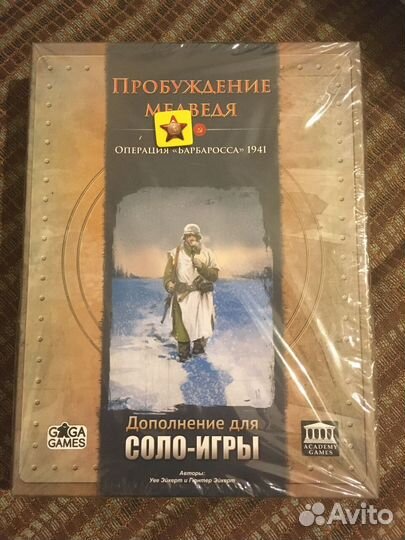 ПРОБУЖДЕНИЕ
МЕДВЕДЯ
ОПЕРАЦИЯ «БАРБАРОССА» 1941
Дополнение для
СОЛО-ИГРЫ
GAGA
GAMES
ACADEMY
GAMES
Авторы:
Уве Эйкерт и Гюнтер Эйкерт
Avito